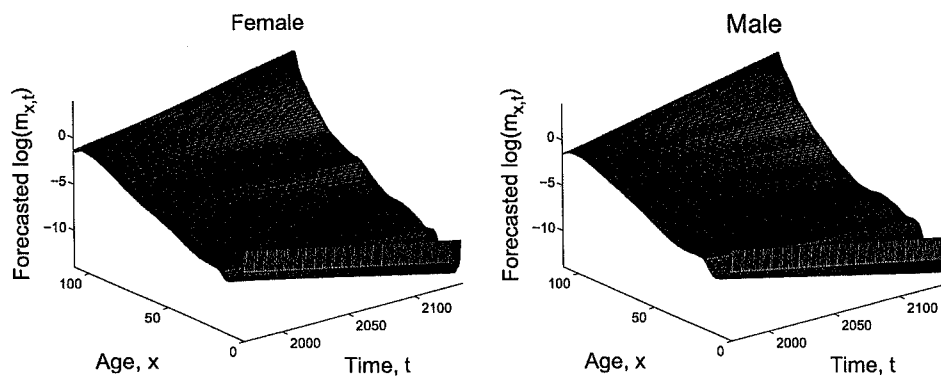 Female
Forecasted log(m_{x,t})
0
−5
−10
100
50
0
Age, x
2000
2050
2100
Time, t
Male
Forecasted log(m_{x,t})
0
−5
−10
100
50
0
Age, x
2000
2050
2100
Time, t